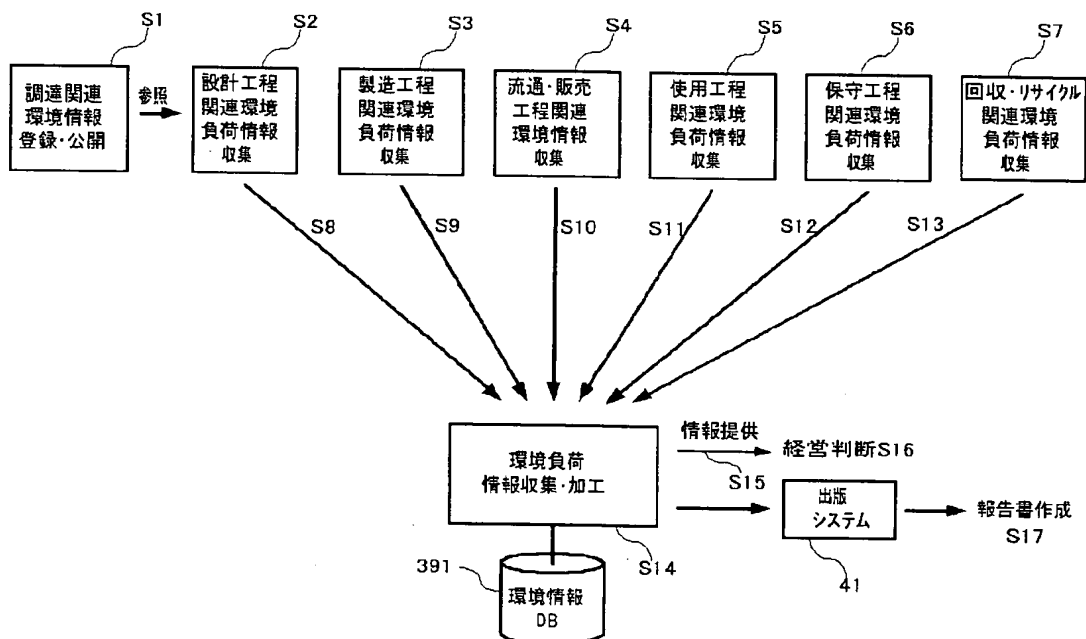 S1
調達関連
環境情報
登録・公開
参照
S2
設計工程
関連環境
負荷情報
収集
S3
製造工程
関連環境
負荷情報
収集
S4
流通・販売
工程関連
環境情報
収集
S5
使用工程
関連環境
負荷情報
収集
S6
保守工程
関連環境
負荷情報
収集
S7
回収・リサイクル
関連環境
負荷情報
収集
S8
S9
S10
S11
S12
S13
環境負荷
情報収集・加工
S14
情報提供
S15
経営判断S16
出版
システム
41
報告書作成
S17
391
環境情報
DB